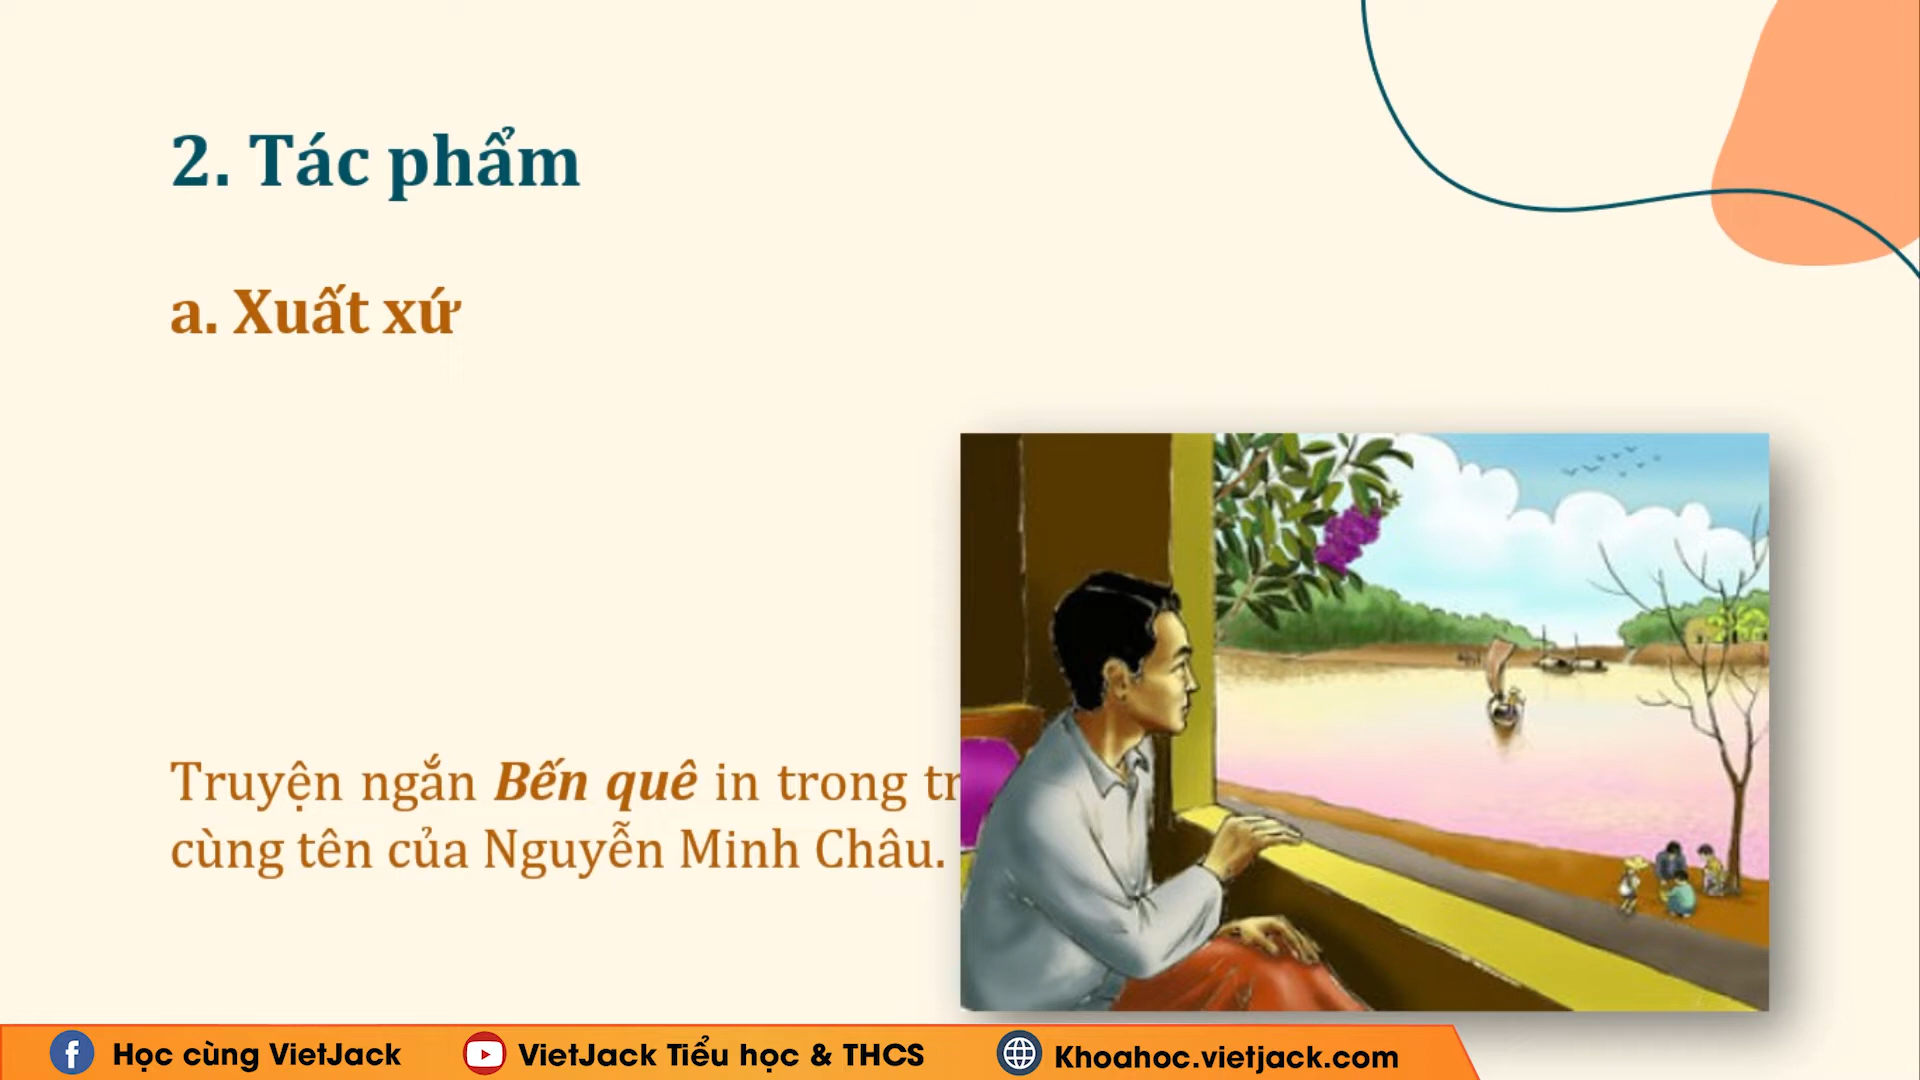 2. Tác phẩm
a. Xuất xứ
Truyện ngắn Bến quê in trong
cùng tên của Nguyễn Minh Châu.
Học cùng VietJack
VietJack Tiểu học & THCS
Khoahoc.vietjack.com